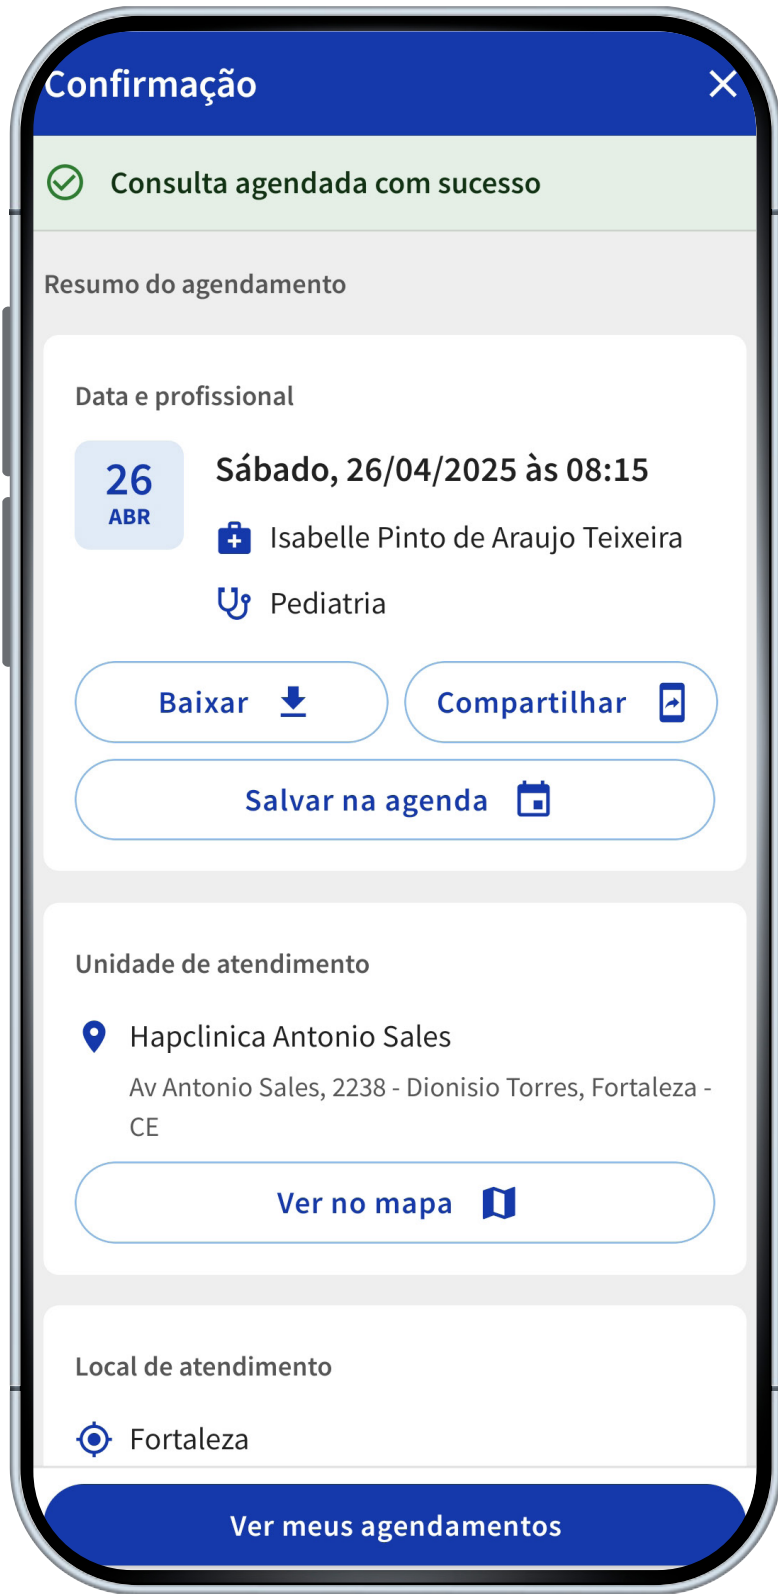 Confirmação
Consulta agendada com sucesso
Resumo do agendamento
Data e profissional
26
ABR
Sábado, 26/04/2025 às 08:15
Isabelle Pinto de Araujo Teixeira
Pediatria
Baixar
Compartilhar
Salvar na agenda
Unidade de atendimento
Hapclinica Antonio Sales
Av Antonio Sales, 2238 - Dionisio Torres, Fortaleza -
CE
Ver no mapa
Local de atendimento
Fortaleza
Ver meus agendamentos